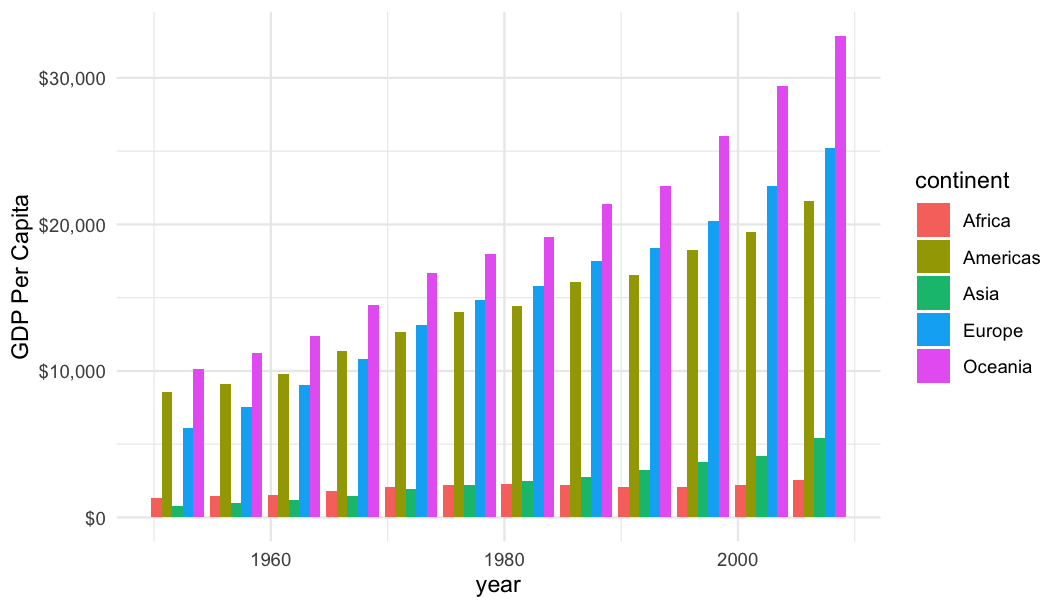 GDP Per Capita
$30,000
$20,000
$10,000
$0
1960 1980 2000
year
continent
Africa
Americas
Asia
Europe
Oceania